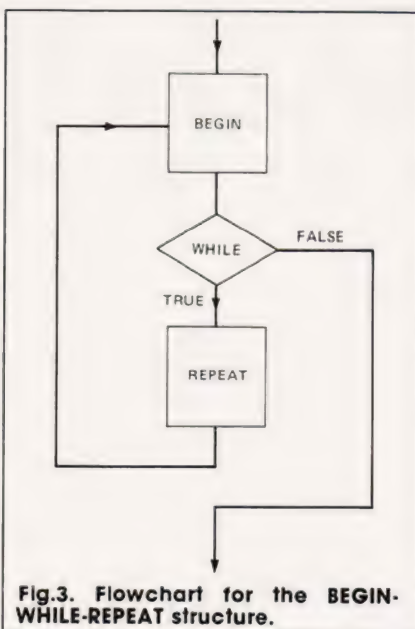 BEGIN
WHILE
FALSE
TRUE
REPEAT
Fig.3. Flowchart for the BEGIN-
WHILE-REPEAT structure.